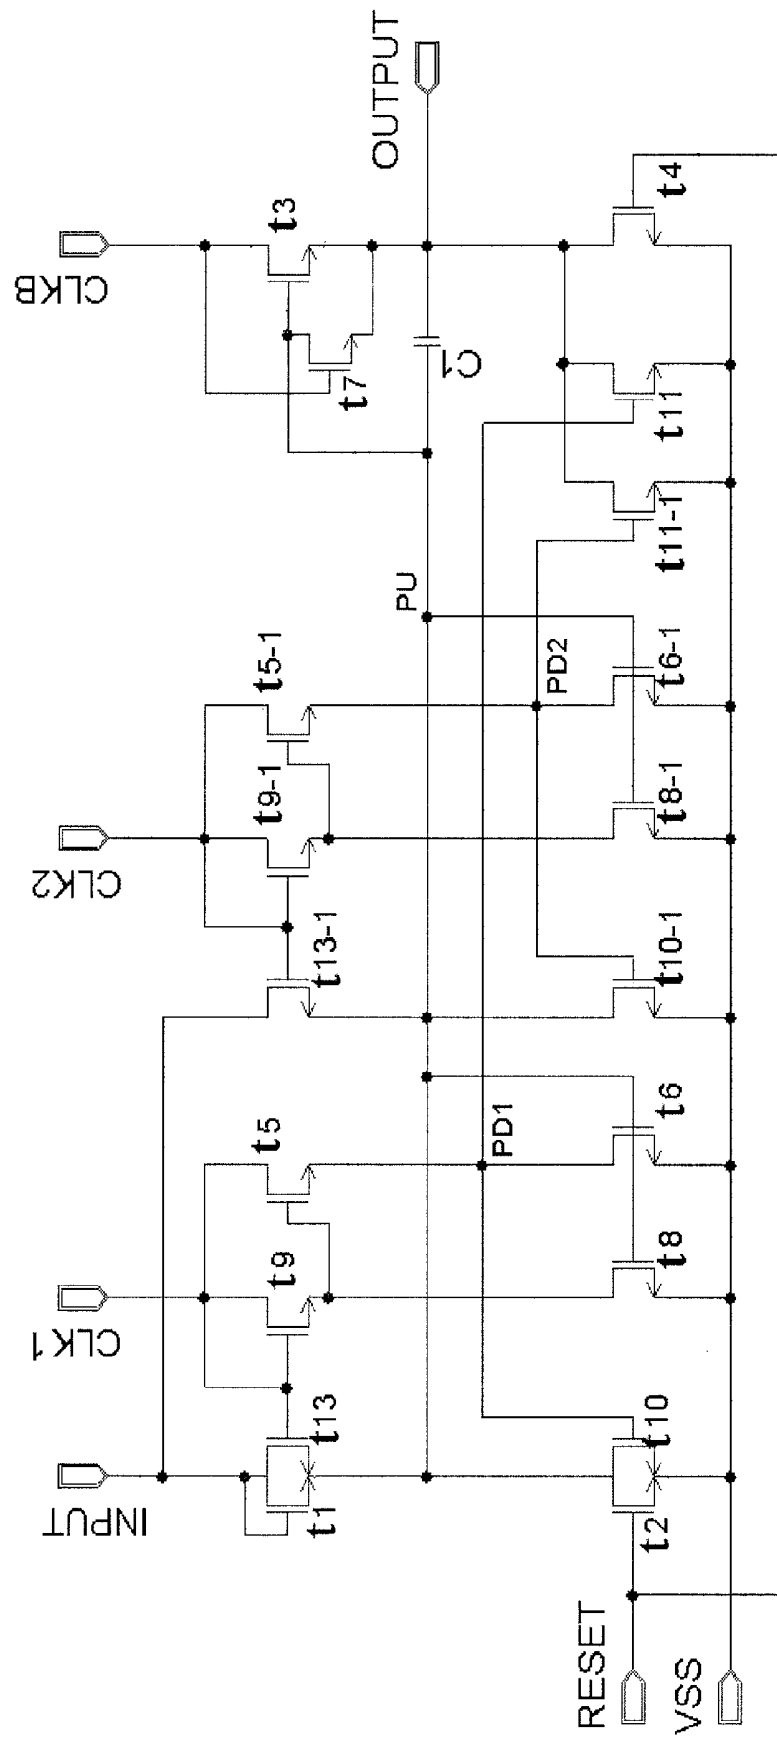 CLKB
OUTPUT
t3
t7
C1
t4
t11
t11-1
PU
t5-1
t9-1
CLK2
t13-1
PD2
t6-1
t8-1
t10-1
t5
t9
CLK1
t13
PD1
t6
t8
t10
INPUT
t1
t2
RESET
VSS